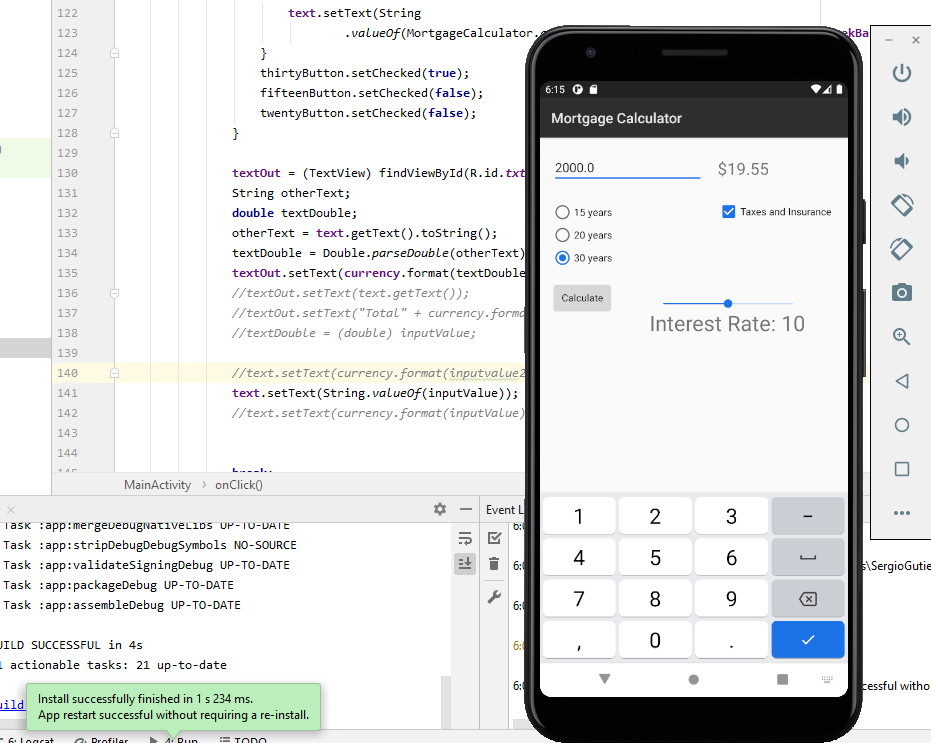 122 text.setText(String
123 .valueOf(MortgageCalculator.
124 }
125 thirtyButton.setChecked(true);
126 fifteenButton.setChecked(false);
127 twentyButton.setChecked(false);
128 }
129
130 textOut = (TextView) findViewById(R.id.txt
131 String otherText;
132 double textDouble;
133 otherText = text.getText().toString();
134 textDouble = Double.parseDouble(otherText)
135 textOut.setText(currency.format(textDouble
136 //textOut.setText(text.getText());
137 //textOut.setText("Total" + currency.forma
138 //textDouble = (double) inputValue;
139
140 //text.setText(currency.format(inputvalue2
141 text.setText(String.valueOf(inputValue));
142 //text.setText(currency.format(inputValue)
143
144
145 break;
MainActivity > onClick()
Task :app:mergeDebugNativeLibs UP-TO-DATE
Task :app:stripDebugDebugSymbols NO-SOURCE
Task :app:validateSigningDebug UP-TO-DATE
Task :app:packageDebug UP-TO-DATE
Task :app:assembleDebug UP-TO-DATE
UILD SUCCESSFUL in 4s
actionable tasks: 21 up-to-date
uild
Install successfully finished in 1 s 234 ms.
App restart successful without requiring a re-install.
6: Logcat Profiler 4: Run TODO
Event L
6:0
6:0
6:0
6:0
6:0
s\SergioGutie
cessful witho
6:15
Mortgage Calculator
2000.0 $19.55
15 years Taxes and Insurance
20 years
30 years
Calculate
Interest Rate: 10
1 2 3 -
4 5 6
7 8 9
, 0 .